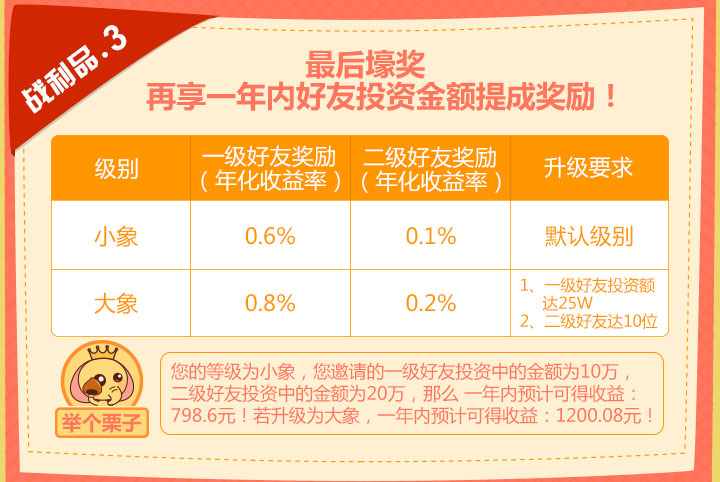 战利品.3
最后壕奖
再享一年内好友投资金额提成奖励！
级别
一级好友奖励
（年化收益率）
二级好友奖励
（年化收益率）
升级要求
小象
0.6%
0.1%
默认级别
大象
0.8%
0.2%
1、一级好友投资额
达25W
2、二级好友达10位
举个栗子
您的等级为小象，您邀请的一级好友投资中的金额为10万，
二级好友投资中的金额为20万，那么 一年内预计可得收益：
798.6元！若升级为大象，一年内预计可得收益：1200.08元！